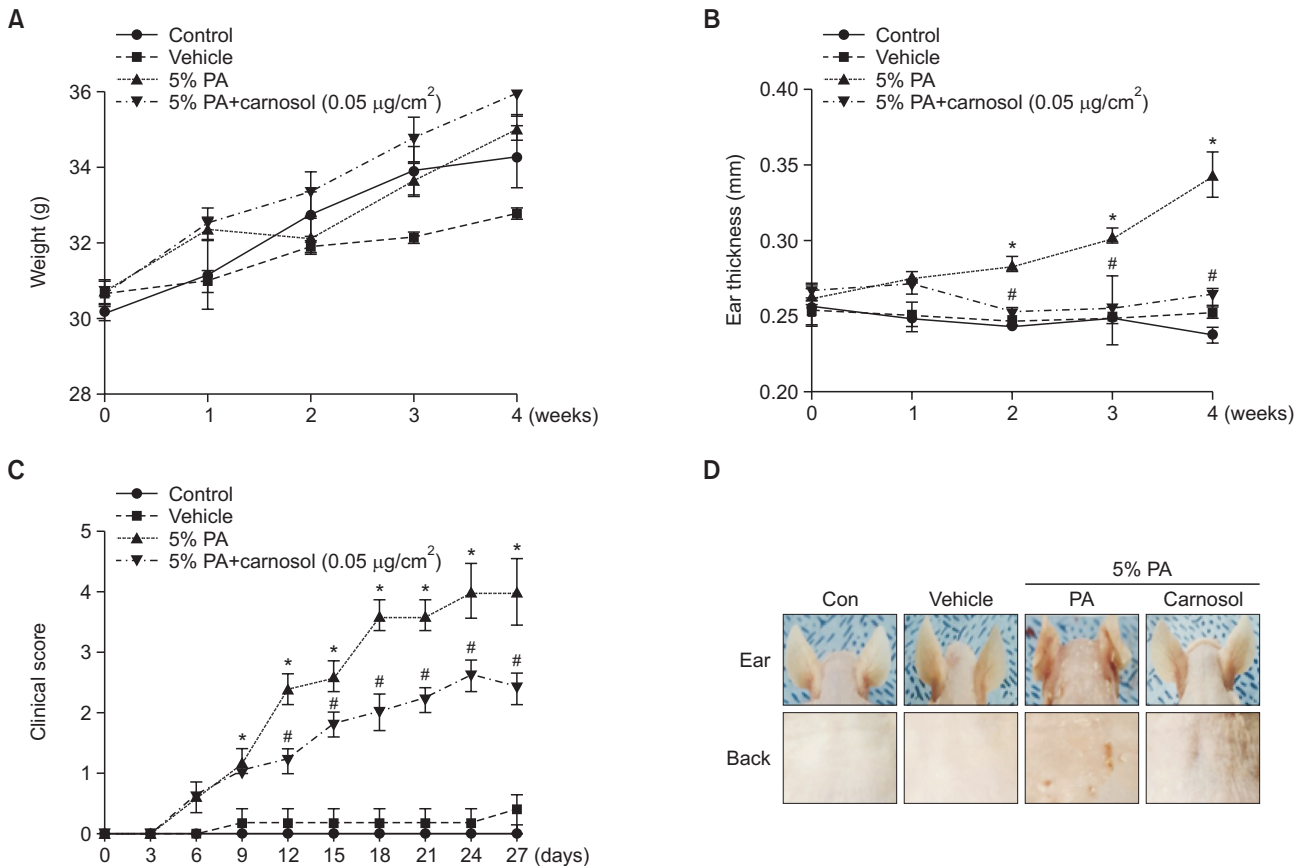 A
Control
Vehicle
5% PA
5% PA+carnosol (0.05 μg/cm²)
Weight (g)
36
34
32
30
28
0 1 2 3 4 (weeks)
B
Control
Vehicle
5% PA
5% PA+carnosol (0.05 μg/cm²)
Ear thickness (mm)
0.40
0.35
0.30
0.25
0.20
* * *
# # #
0 1 2 3 4 (weeks)
C
Control
Vehicle
5% PA
5% PA+carnosol (0.05 μg/cm²)
Clinical score
5
4
3
2
1
0
* * * * * * *
# # # # # #
0 3 6 9 12 15 18 21 24 27 (days)
D
5% PA
Con Vehicle PA Carnosol
Ear
Back